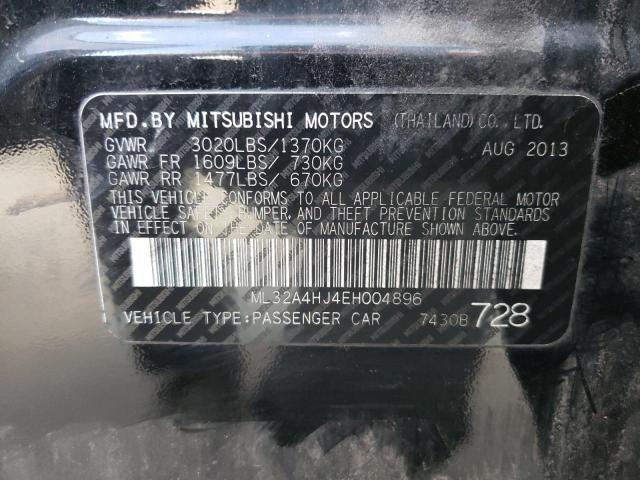 MFD.BY MITSUBISHI MOTORS (THAILAND)CO., LTD.
GVWR. 3020LBS/1370KG AUG 2013
GAWR FR 1609LBS/ 730KG
GAWR RR 1477LBS/ 670KG
THIS VEHICLE CONFORMS TO ALL APPLICABLE FEDERAL MOTOR
VEHICLE SAFETY, BUMPER, AND THEFT PREVENTION STANDARDS
IN EFFECT ON THE DATE OF MANUFACTURE SHOWN ABOVE.
ML32A4HJ4EH004896
VEHICLE TYPE:PASSENGER CAR 7430B 728